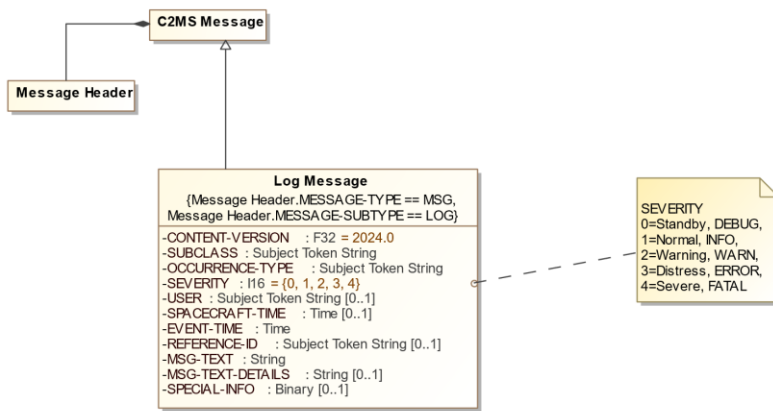 C2MS Message
Message Header
Log Message
{Message Header.MESSAGE-TYPE == MSG,
Message Header.MESSAGE-SUBTYPE == LOG}
-CONTENT-VERSION : F32 = 2024.0
-SUBCLASS : Subject Token String
-OCCURRENCE-TYPE : Subject Token String
-SEVERITY : I16 = {0, 1, 2, 3, 4}
-USER : Subject Token String [0..1]
-SPACECRAFT-TIME : Time [0..1]
-EVENT-TIME : Time
-REFERENCE-ID : Subject Token String [0..1]
-MSG-TEXT : String
-MSG-TEXT-DETAILS : String [0..1]
-SPECIAL-INFO : Binary [0..1]
SEVERITY
0=Standby, DEBUG,
1=Normal, INFO,
2=Warning, WARN,
3=Distress, ERROR,
4=Severe, FATAL